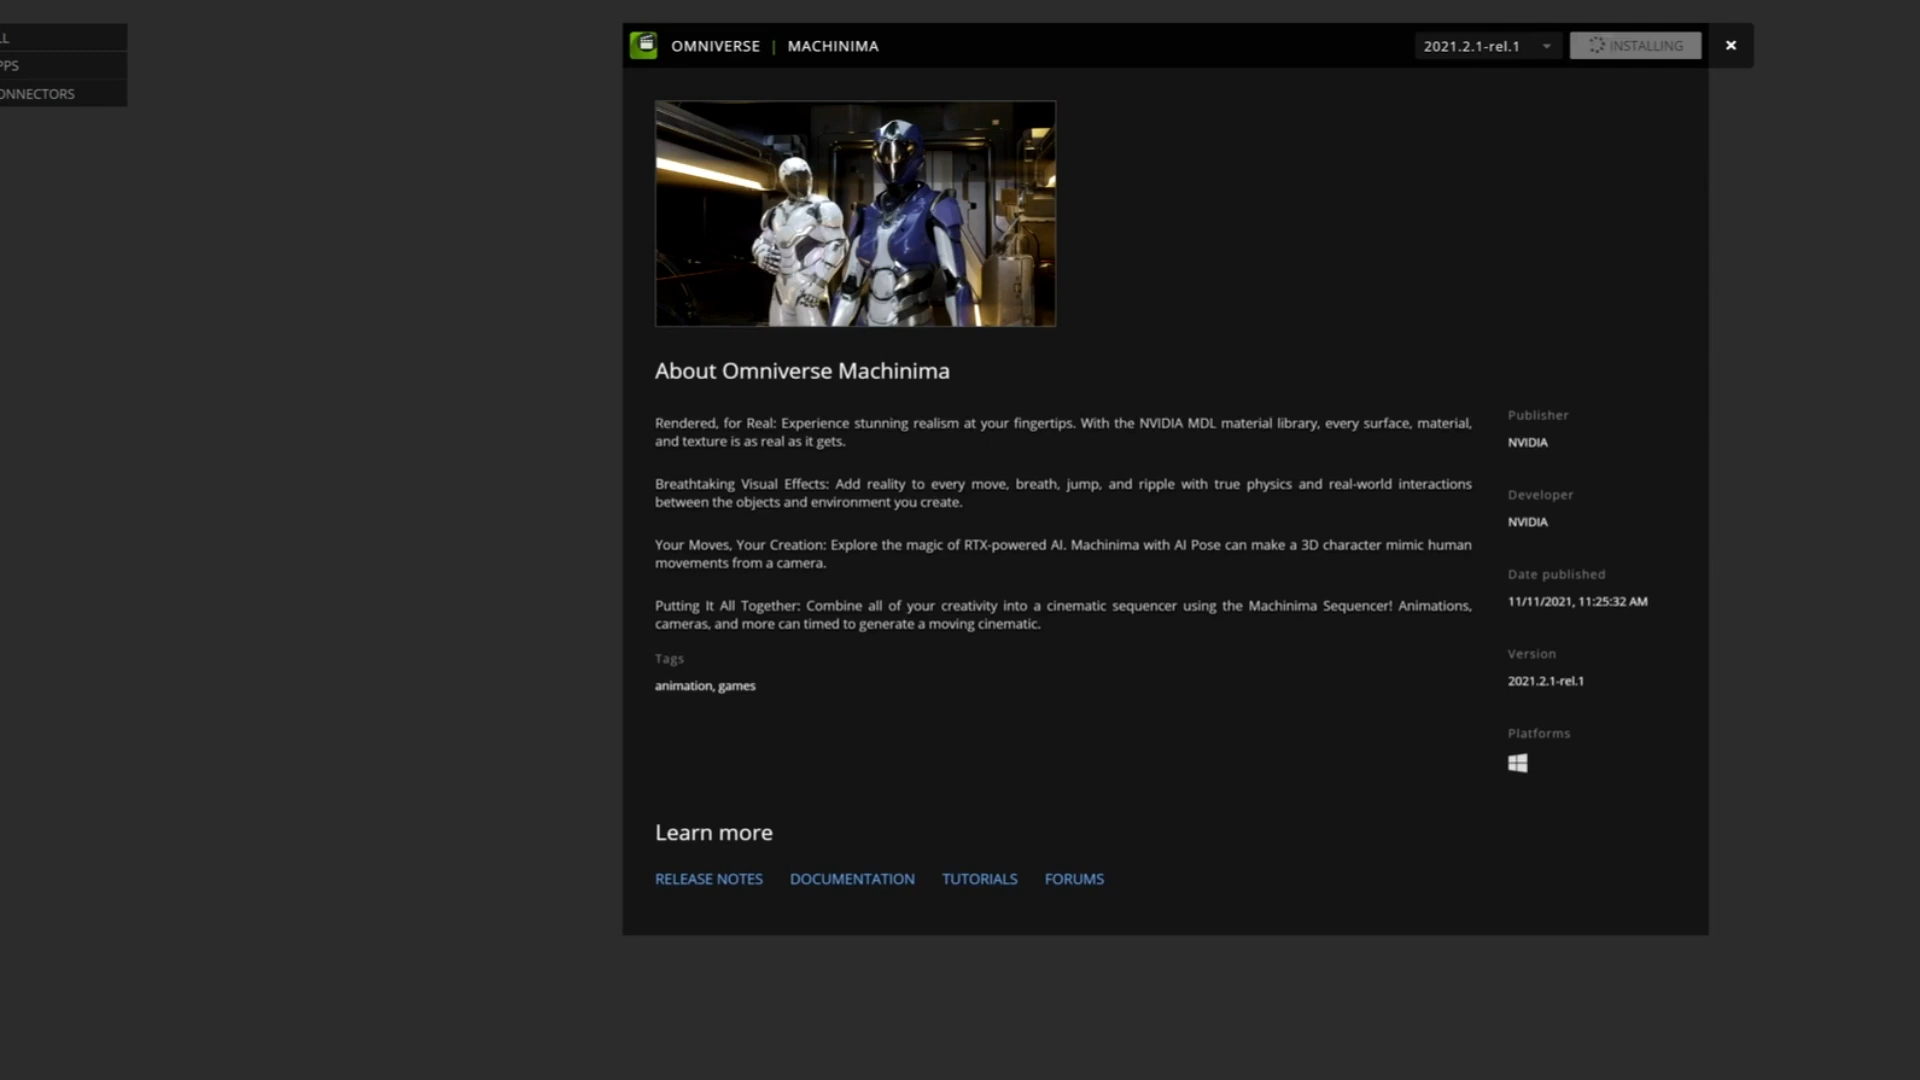 LL
PPS
ONNECTORS
OMNIVERSE | MACHINIMA
2021.2.1-rel.1
INSTALLING
About Omniverse Machinima
Rendered, for Real: Experience stunning realism at your fingertips. With the NVIDIA MDL material library, every surface, material,
and texture is as real as it gets.
Breathtaking Visual Effects: Add reality to every move, breath, jump, and ripple with true physics and real-world interactions
between the objects and environment you create.
Your Moves, Your Creation: Explore the magic of RTX-powered AI. Machinima with AI Pose can make a 3D character mimic human
movements from a camera.
Putting It All Together: Combine all of your creativity into a cinematic sequencer using the Machinima Sequencer! Animations,
cameras, and more can timed to generate a moving cinematic.
Tags
animation, games
Publisher
NVIDIA
Developer
NVIDIA
Date published
11/11/2021, 11:25:32 AM
Version
2021.2.1-rel.1
Platforms
Learn more
RELEASE NOTES DOCUMENTATION TUTORIALS FORUMS